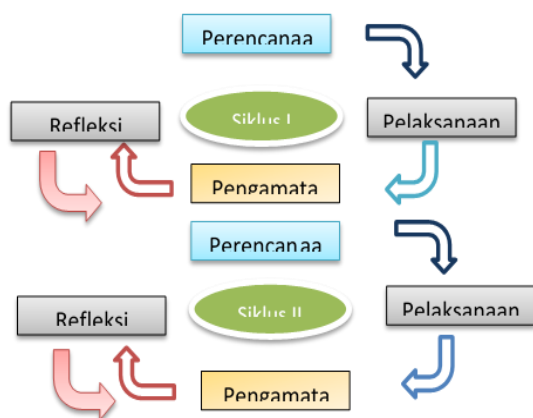 Perencanaa
Refleksi
Siklus I
Pelaksanaan
Pengamata
Perencanaa
Refleksi
Siklus II
Pelaksanaan
Pengamata